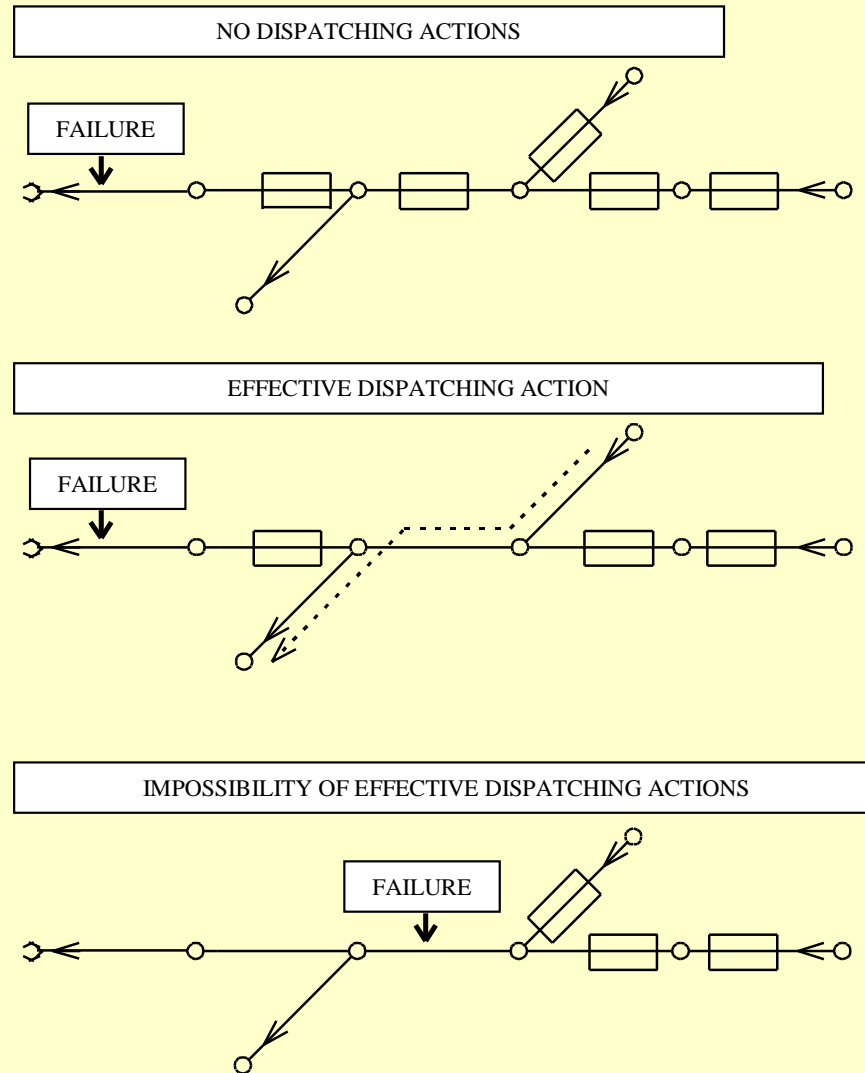 NO DISPATCHING ACTIONS
FAILURE
EFFECTIVE DISPATCHING ACTION
FAILURE
IMPOSSIBILITY OF EFFECTIVE DISPATCHING ACTIONS
FAILURE